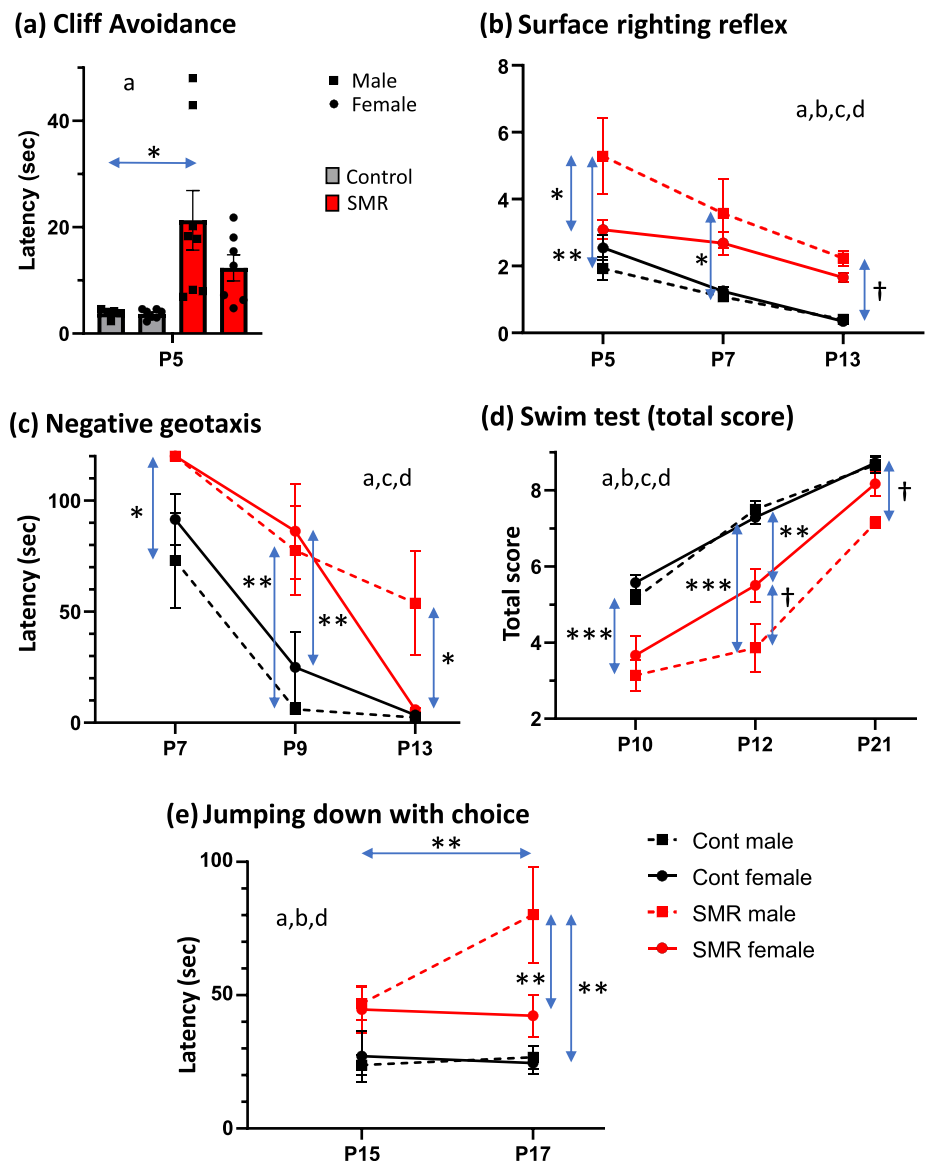 (a) Cliff Avoidance
Latency (sec)
40
20
0
a
*
P5
Male
Female
Control
SMR
(b) Surface righting reflex
8
6
4
2
0
a,b,c,d
*
**
*
†
P5 P7 P13
(c) Negative geotaxis
Latency (sec)
100
50
0
a,c,d
*
**
**
*
P7 P9 P13
(d) Swim test (total score)
Total score
8
6
4
2
a,b,c,d
***
***
**
†
†
P10 P12 P21
(e) Jumping down with choice
Latency (sec)
100
50
0
a,b,d
**
**
**
P15 P17
Cont male
Cont female
SMR male
SMR female